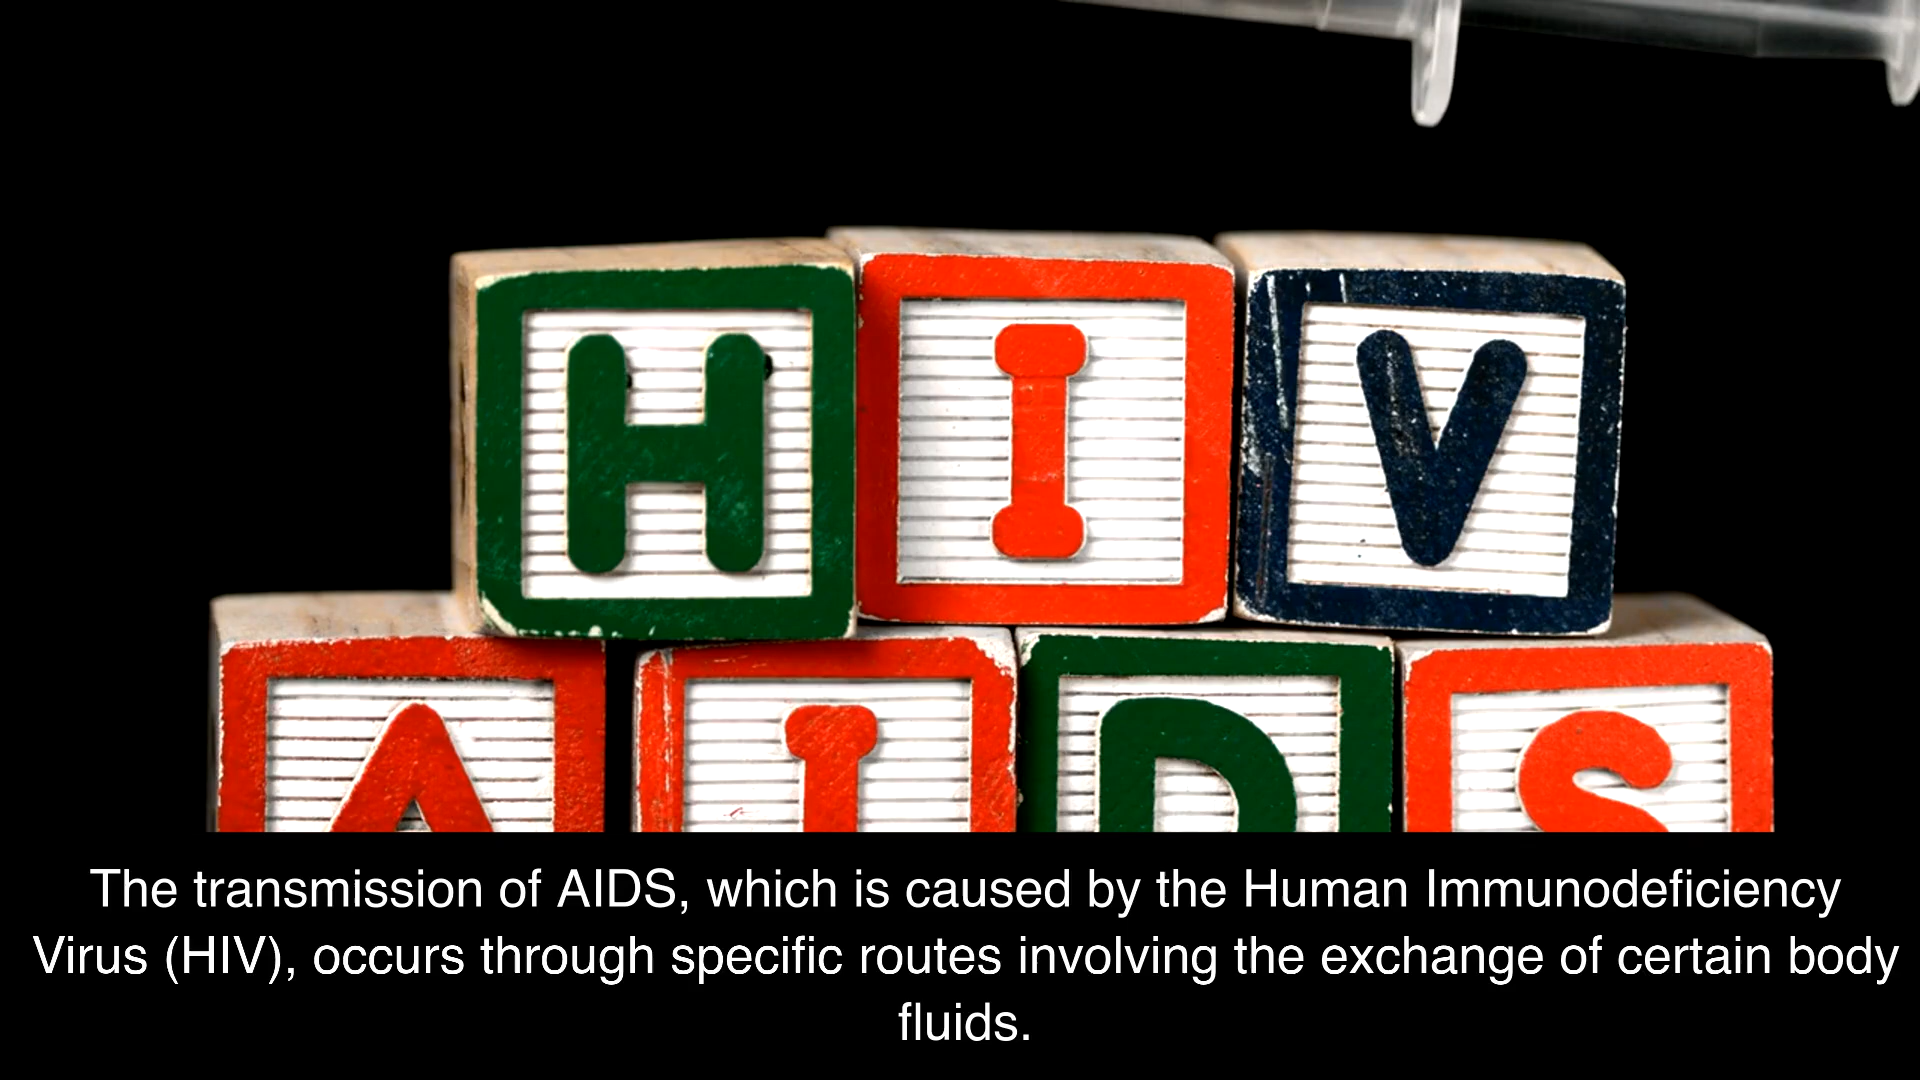 HIV
AIDS
The transmission of AIDS, which is caused by the Human Immunodeficiency
Virus (HIV), occurs through specific routes involving the exchange of certain body
fluids.